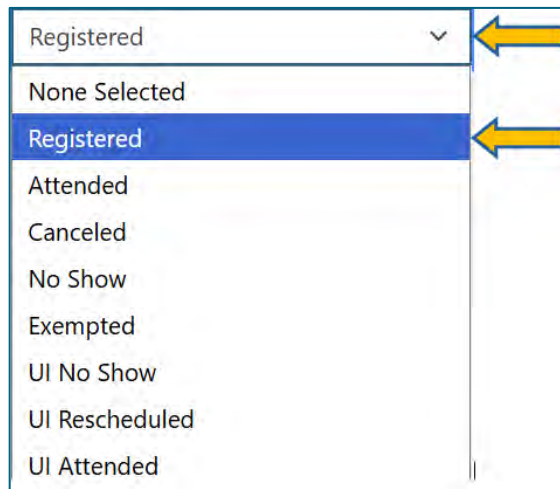 Registered
None Selected
Registered
Attended
Canceled
No Show
Exempted
UI No Show
UI Rescheduled
UI Attended